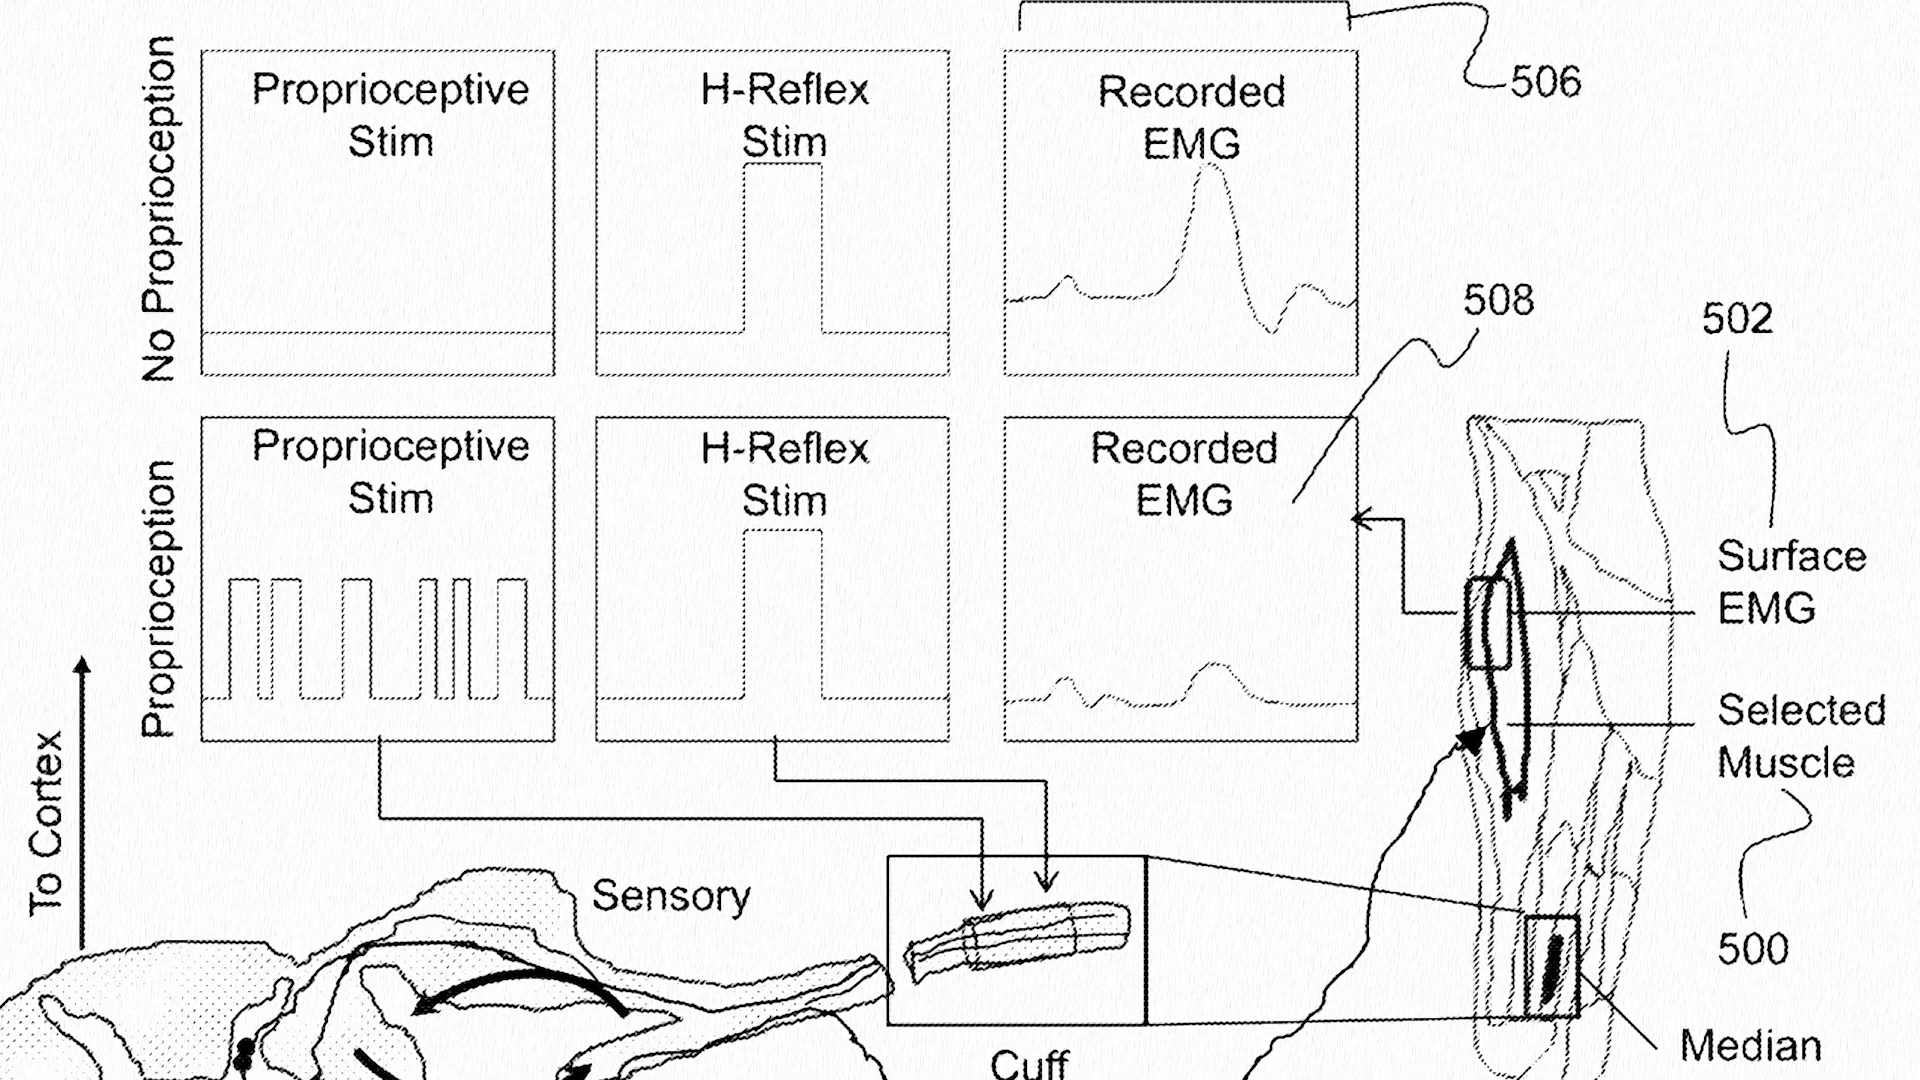 506
No Proprioception
Proprioceptive
Stim
H-Reflex
Stim
Recorded
EMG
508
502
Proprioception
Proprioceptive
Stim
H-Reflex
Stim
Recorded
EMG
Surface
EMG
Selected
Muscle
500
To Cortex
Sensory
Cuff
Median